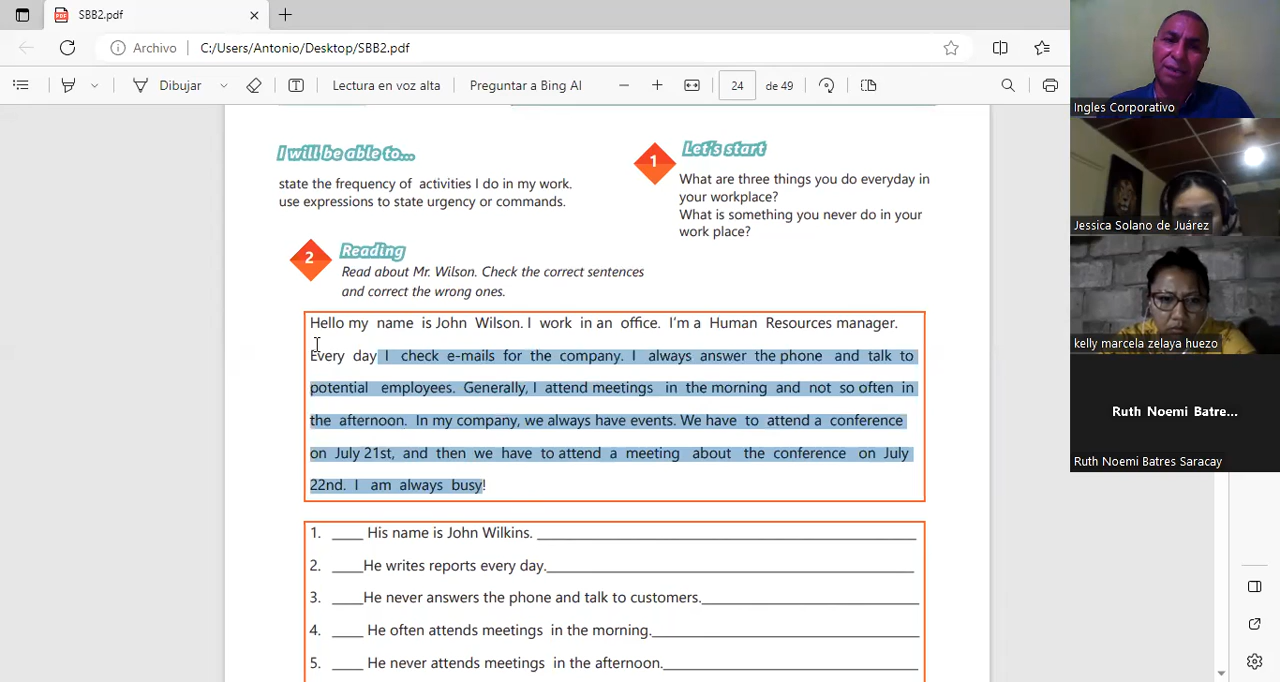 SBB2.pdf
Archivo C:/Users/Antonio/Desktop/SBB2.pdf
Dibujar Lectura en voz alta Preguntar a Bing AI 24 de 49
I will be able to...
state the frequency of activities I do in my work.
use expressions to state urgency or commands.
1 Let's start
What are three things you do everyday in
your workplace?
What is something you never do in your
work place?
2 Reading
Read about Mr. Wilson. Check the correct sentences
and correct the wrong ones.
Hello my name is John Wilson. I work in an office. I'm a Human Resources manager.
Every day I check e-mails for the company. I always answer the phone and talk to
potential employees. Generally, I attend meetings in the morning and not so often in
the afternoon. In my company, we always have events. We have to attend a conference
on July 21st, and then we have to attend a meeting about the conference on July
22nd. I am always busy!
1. ____ His name is John Wilkins. ____
2. ____He writes reports every day.____
3. ____He never answers the phone and talk to customers.____
4. ____ He often attends meetings in the morning.____
5. ____ He never attends meetings in the afternoon.____
Ingles Corporativo
Jessica Solano de Juárez
kelly marcela zelaya huezo
Ruth Noemi Batre...
Ruth Noemi Batres Saracay